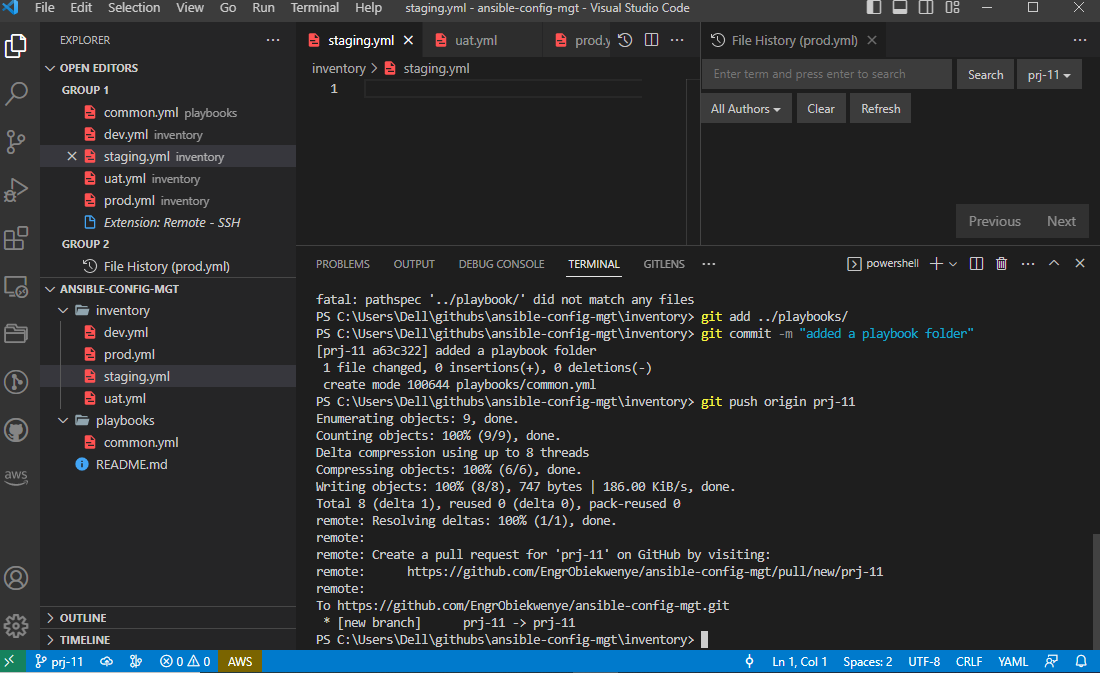 File Edit Selection View Go Run Terminal Help staging.yml - ansible-config-mgt - Visual Studio Code
EXPLORER
OPEN EDITORS
GROUP 1
common.yml playbooks
dev.yml inventory
staging.yml inventory
uat.yml inventory
prod.yml inventory
Extension: Remote - SSH
GROUP 2
File History (prod.yml)
ANSIBLE-CONFIG-MGT
inventory
dev.yml
prod.yml
staging.yml
uat.yml
playbooks
common.yml
README.md
OUTLINE
TIMELINE
aws
staging.yml uat.yml prod.y
inventory > staging.yml
1
File History (prod.yml)
Enter term and press enter to search Search prj-11
All Authors Clear Refresh
Previous Next
PROBLEMS OUTPUT DEBUG CONSOLE TERMINAL GITLENS ··· powershell
fatal: pathspec '../playbook/' did not match any files
PS C:\Users\Dell\githubs\ansible-config-mgt\inventory> git add ../playbooks/
PS C:\Users\Dell\githubs\ansible-config-mgt\inventory> git commit -m "added a playbook folder"
[prj-11 a63c322] added a playbook folder
1 file changed, 0 insertions(+), 0 deletions(-)
create mode 100644 playbooks/common.yml
PS C:\Users\Dell\githubs\ansible-config-mgt\inventory> git push origin prj-11
Enumerating objects: 9, done.
Counting objects: 100% (9/9), done.
Delta compression using up to 8 threads
Compressing objects: 100% (6/6), done.
Writing objects: 100% (8/8), 747 bytes | 186.00 KiB/s, done.
Total 8 (delta 1), reused 0 (delta 0), pack-reused 0
remote: Resolving deltas: 100% (1/1), done.
remote:
remote: Create a pull request for 'prj-11' on GitHub by visiting:
remote: https://github.com/EngrObiekwenye/ansible-config-mgt/pull/new/prj-11
remote:
To https://github.com/EngrObiekwenye/ansible-config-mgt.git
* [new branch] prj-11 -> prj-11
PS C:\Users\Dell\githubs\ansible-config-mgt\inventory>
prj-11 0 0 AWS Ln 1, Col 1 Spaces: 2 UTF-8 CRLF YAML